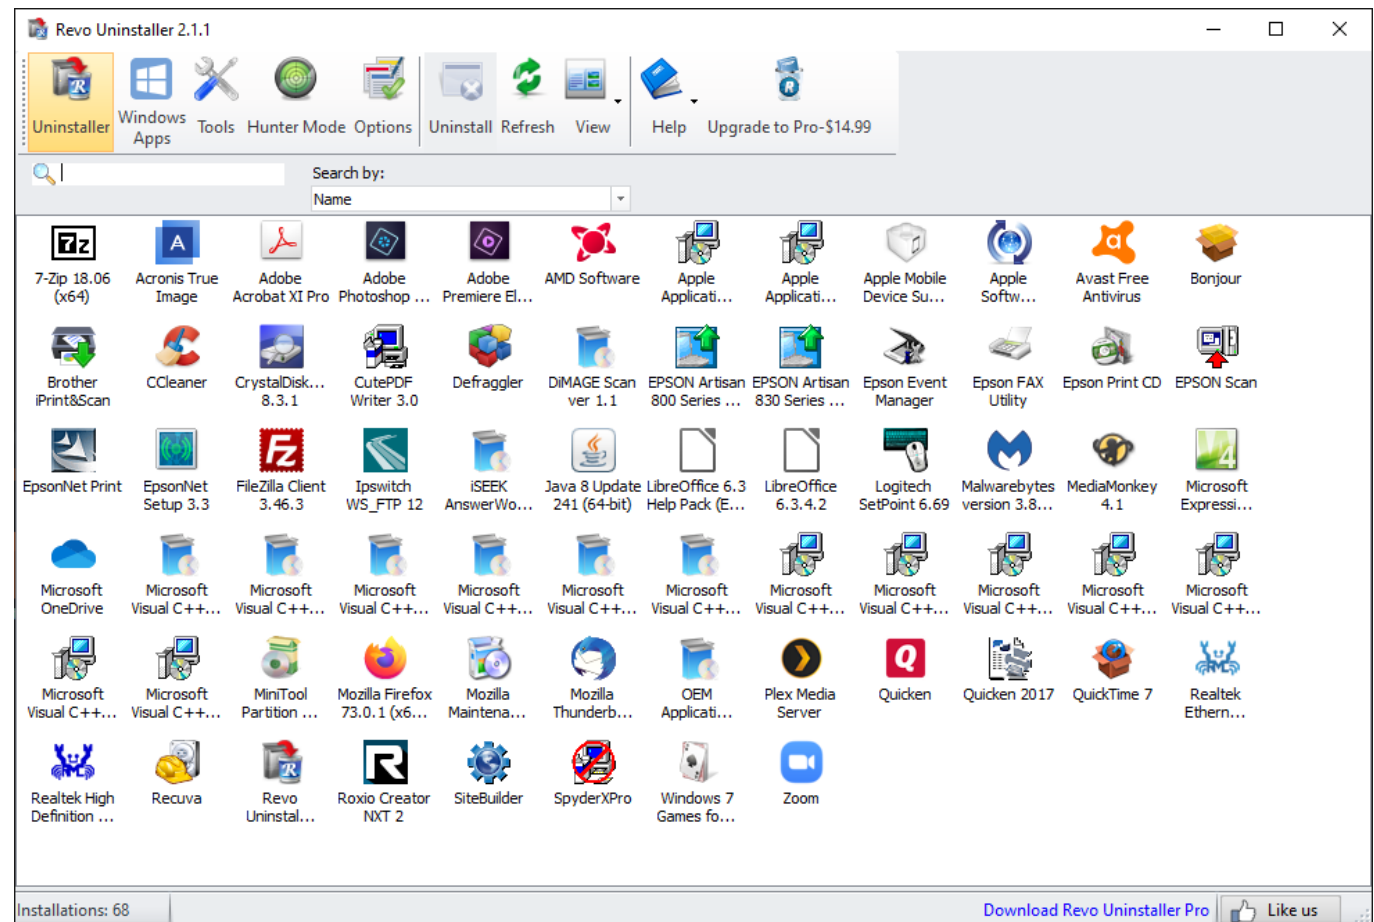 Revo Uninstaller 2.1.1
Uninstaller
Windows Apps
Tools
Hunter Mode
Options
Uninstall
Refresh
View
Help
Upgrade to Pro-$14.99
Search by:
Name
7-Zip 18.06 (x64)
Acronis True Image
Adobe Acrobat XI Pro
Adobe Photoshop ...
Adobe Premiere El...
AMD Software
Apple Applicati...
Apple Applicati...
Apple Mobile Device Su...
Apple Softw...
Avast Free Antivirus
Bonjour
Brother iPrint&Scan
CCleaner
CrystalDisk... 8.3.1
CutePDF Writer 3.0
Defraggler
DiMAGE Scan ver 1.1
EPSON Artisan 800 Series ...
EPSON Artisan 830 Series ...
Epson Event Manager
Epson FAX Utility
Epson Print CD
EPSON Scan
EpsonNet Print
EpsonNet Setup 3.3
FileZilla Client 3.46.3
Ipswitch WS_FTP 12
iSEEK AnswerWo...
Java 8 Update 241 (64-bit)
LibreOffice 6.3 Help Pack (E...
LibreOffice 6.3.4.2
Logitech SetPoint 6.69
Malwarebytes version 3.8...
MediaMonkey 4.1
Microsoft Expressi...
Microsoft OneDrive
Microsoft Visual C++...
Microsoft Visual C++...
Microsoft Visual C++...
Microsoft Visual C++...
Microsoft Visual C++...
Microsoft Visual C++...
Microsoft Visual C++...
Microsoft Visual C++...
Microsoft Visual C++...
Microsoft Visual C++...
Microsoft Visual C++...
Microsoft Visual C++...
Microsoft Visual C++...
MiniTool Partition ...
Mozilla Firefox 73.0.1 (x6...
Mozilla Maintena...
Mozilla Thunderb...
OEM Applicati...
Plex Media Server
Quicken
Quicken 2017
QuickTime 7
Realtek Ethern...
Realtek High Definition ...
Recuva
Revo Uninstal...
Roxio Creator NXT 2
SiteBuilder
SpyderXPro
Windows 7 Games fo...
Zoom
Installations: 68
Download Revo Uninstaller Pro
Like us